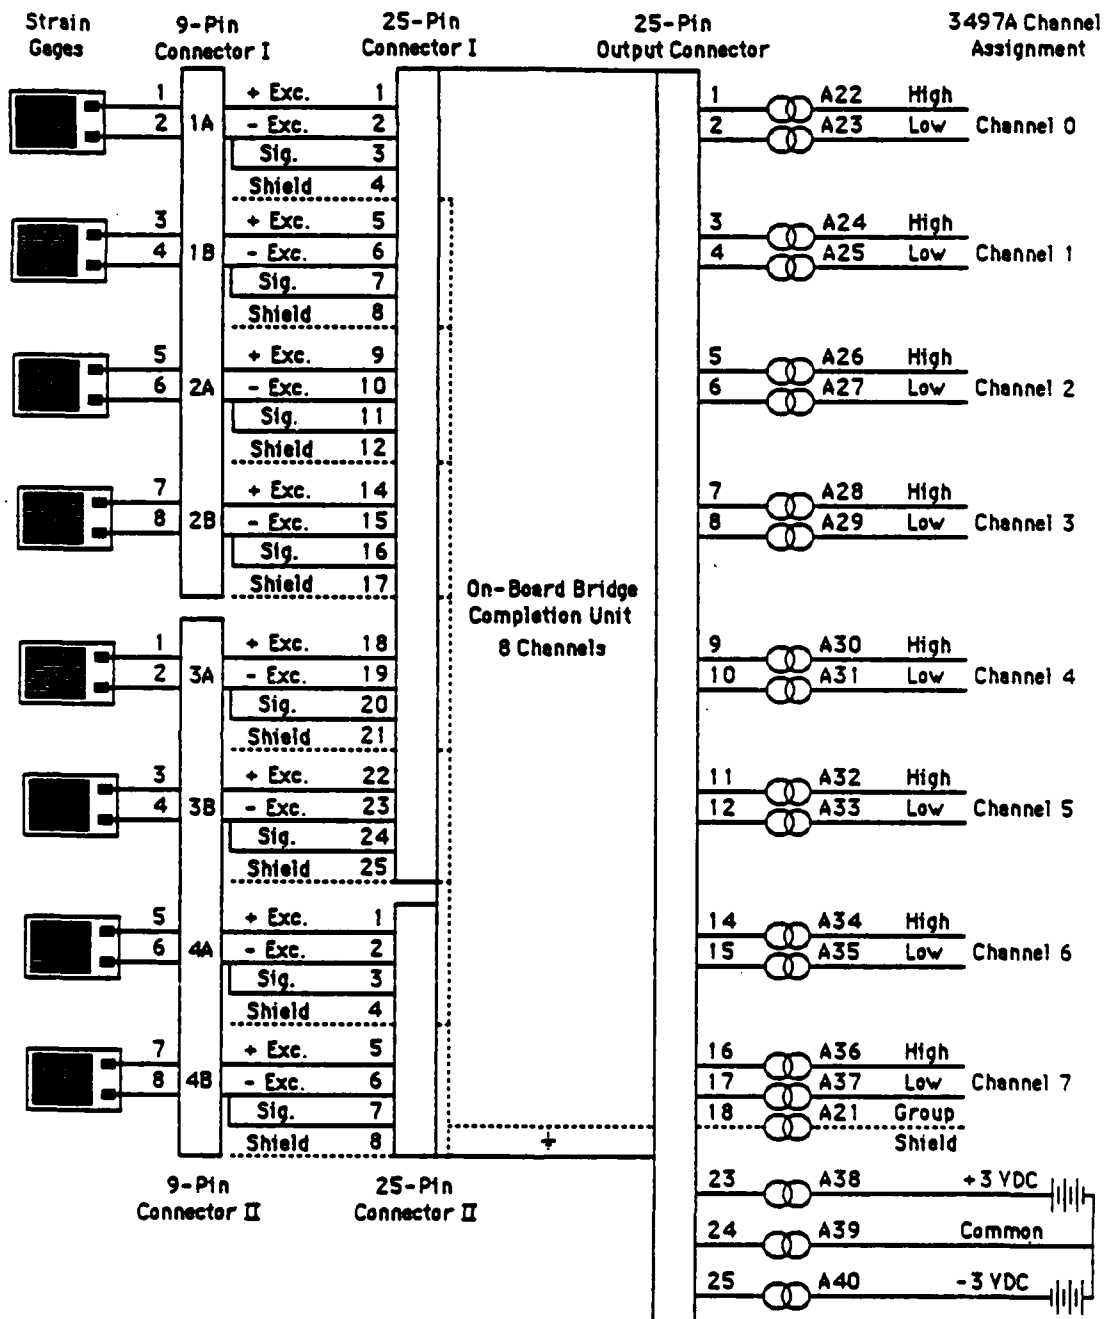 Strain Gages
9-Pin Connector I
25-Pin Connector I
25-Pin Output Connector
3497A Channel Assignment
1 + Exc. 1 1 A22 High
2 1A - Exc. 2 2 A23 Low Channel 0
Sig. 3
Shield 4
3 + Exc. 5 3 A24 High
4 1B - Exc. 6 4 A25 Low Channel 1
Sig. 7
Shield 8
5 + Exc. 9 5 A26 High
6 2A - Exc. 10 6 A27 Low Channel 2
Sig. 11
Shield 12
7 + Exc. 14 7 A28 High
8 2B - Exc. 15 8 A29 Low Channel 3
Sig. 16
Shield 17
On-Board Bridge
Completion Unit
8 Channels
1 + Exc. 18 9 A30 High
2 3A - Exc. 19 10 A31 Low Channel 4
Sig. 20
Shield 21
3 + Exc. 22 11 A32 High
4 3B - Exc. 23 12 A33 Low Channel 5
Sig. 24
Shield 25
5 + Exc. 1 14 A34 High
6 4A - Exc. 2 15 A35 Low Channel 6
Sig. 3
Shield 4
7 + Exc. 5 16 A36 High
8 4B - Exc. 6 17 A37 Low Channel 7
Sig. 7 18 A21 Group
Shield 8 Shield
9-Pin Connector II
25-Pin Connector II
23 A38 +3 VDC
24 A39 Common
25 A40 -3 VDC